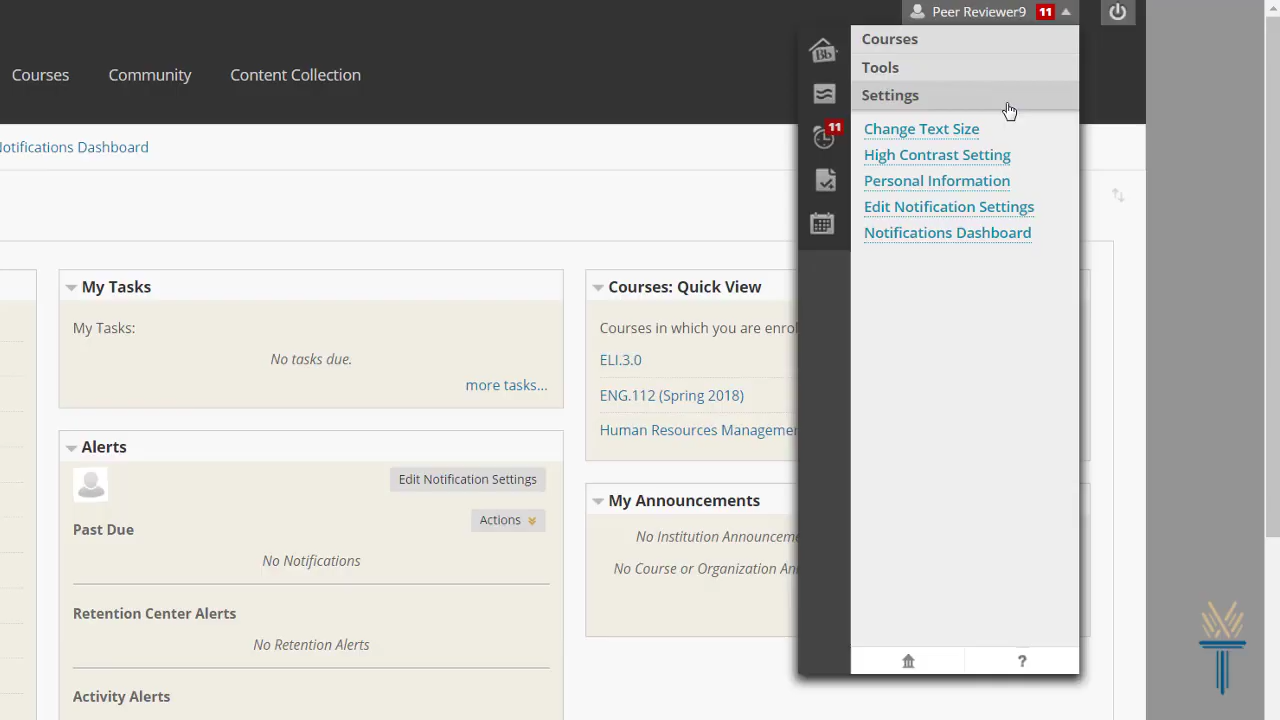 Peer Reviewer9 11
Courses Community Content Collection
Notifications Dashboard
Bb
11
Courses
Tools
Settings
Change Text Size
High Contrast Setting
Personal Information
Edit Notification Settings
Notifications Dashboard
?
My Tasks
My Tasks:
No tasks due.
more tasks...
Alerts
Edit Notification Settings
Actions
Past Due
No Notifications
Retention Center Alerts
No Retention Alerts
Activity Alerts
Courses: Quick View
Courses in which you are enrol
ELI.3.0
ENG.112 (Spring 2018)
Human Resources Managemen
My Announcements
No Institution Announceme
No Course or Organization An